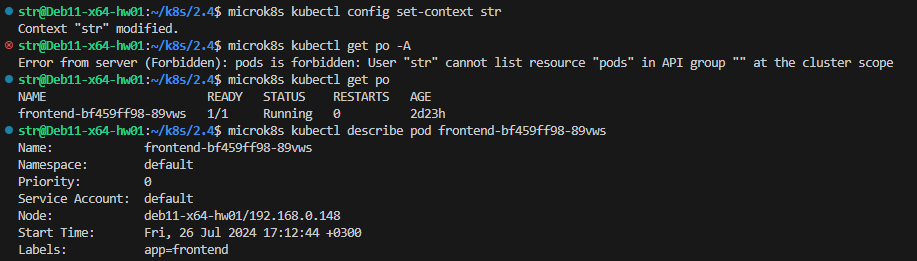 str@Deb11-x64-hw01:~/k8s/2.4$ microk8s kubectl config set-context str
Context "str" modified.
str@Deb11-x64-hw01:~/k8s/2.4$ microk8s kubectl get po -A
Error from server (Forbidden): pods is forbidden: User "str" cannot list resource "pods" in API group "" at the cluster scope
str@Deb11-x64-hw01:~/k8s/2.4$ microk8s kubectl get po
NAME                       READY   STATUS    RESTARTS   AGE
frontend-bf459ff98-89vws   1/1     Running   0          2d23h
str@Deb11-x64-hw01:~/k8s/2.4$ microk8s kubectl describe pod frontend-bf459ff98-89vws
Name:             frontend-bf459ff98-89vws
Namespace:        default
Priority:         0
Service Account:  default
Node:             deb11-x64-hw01/192.168.0.148
Start Time:       Fri, 26 Jul 2024 17:12:44 +0300
Labels:           app=frontend